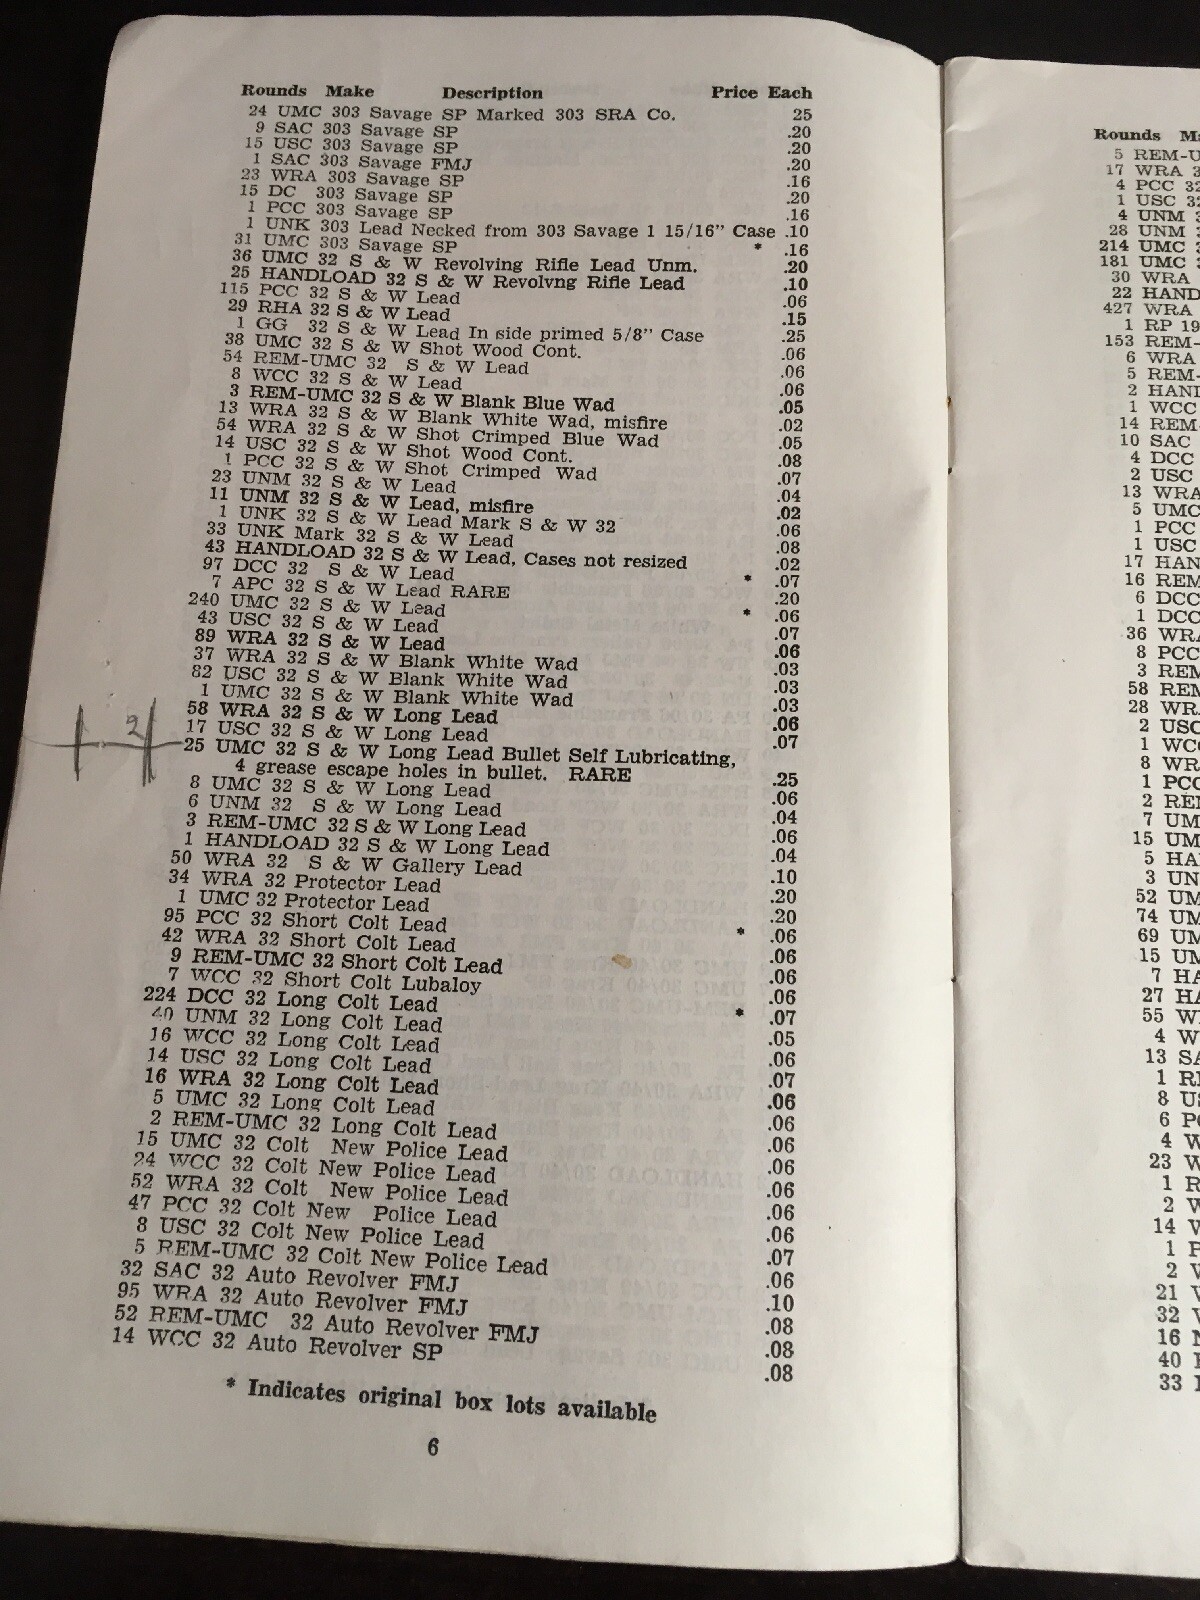 Rounds Make Description Price Each
24 UMC 303 Savage SP Marked 303 SRA Co. 25
9 SAC 303 Savage SP .20
15 USC 303 Savage SP .20
1 SAC 303 Savage FMJ .20
23 WRA 303 Savage SP .16
15 DC 303 Savage SP .20
1 PCC 303 Savage SP .16
1 UNK 303 Lead Necked from 303 Savage 1 15/16" Case .10
31 UMC 303 Savage SP * .16
36 UMC 32 S & W Revolving Rifle Lead Unm. .20
25 HANDLOAD 32 S & W Revolvng Rifle Lead .10
115 PCC 32 S & W Lead .06
29 RHA 32 S & W Lead .15
1 GG 32 S & W Lead In side primed 5/8" Case .25
38 UMC 32 S & W Shot Wood Cont. .06
54 REM-UMC 32 S & W Lead .06
8 WCC 32 S & W Lead .06
3 REM-UMC 32 S & W Blank Blue Wad .05
13 WRA 32 S & W Blank White Wad, misfire .02
54 WRA 32 S & W Shot Crimped Blue Wad .05
14 USC 32 S & W Shot Wood Cont. .08
1 PCC 32 S & W Shot Crimped Wad .07
23 UNM 32 S & W Lead .04
11 UNM 32 S & W Lead, misfire .02
1 UNK 32 S & W Lead Mark S & W 32 .06
33 UNK Mark 32 S & W Lead .08
43 HANDLOAD 32 S & W Lead, Cases not resized .02
97 DCC 32 S & W Lead * .07
7 APC 32 S & W Lead RARE .20
240 UMC 32 S & W Lead * .06
43 USC 32 S & W Lead .07
89 WRA 32 S & W Lead .06
37 WRA 32 S & W Blank White Wad .03
82 USC 32 S & W Blank White Wad .03
1 UMC 32 S & W Blank White Wad .03
58 WRA 32 S & W Long Lead .06
17 USC 32 S & W Long Lead .07
25 UMC 32 S & W Long Lead Bullet Self Lubricating,
4 grease escape holes in bullet. RARE .25
8 UMC 32 S & W Long Lead .06
6 UNM 32 S & W Long Lead .04
3 REM-UMC 32 S & W Long Lead .06
1 HANDLOAD 32 S & W Long Lead .04
50 WRA 32 S & W Gallery Lead .10
34 WRA 32 Protector Lead .20
1 UMC 32 Protector Lead .20
95 PCC 32 Short Colt Lead * .06
42 WRA 32 Short Colt Lead .06
9 REM-UMC 32 Short Colt Lead .06
7 WCC 32 Short Colt Lubaloy .06
224 DCC 32 Long Colt Lead * .07
40 UNM 32 Long Colt Lead .05
16 WCC 32 Long Colt Lead .06
14 USC 32 Long Colt Lead .07
16 WRA 32 Long Colt Lead .06
5 UMC 32 Long Colt Lead .06
2 REM-UMC 32 Long Colt Lead .06
15 UMC 32 Colt New Police Lead .06
24 WCC 32 Colt New Police Lead .06
52 WRA 32 Colt New Police Lead .06
47 PCC 32 Colt New Police Lead .06
8 USC 32 Colt New Police Lead .07
5 REM-UMC 32 Colt New Police Lead .06
32 SAC 32 Auto Revolver FMJ .10
95 WRA 32 Auto Revolver FMJ .08
52 REM-UMC 32 Auto Revolver FMJ .08
14 WCC 32 Auto Revolver SP .08
* Indicates original box lots available
6
Rounds M
5 REM-U
17 WRA 3
4 PCC 32
1 USC 32
4 UNM 3
28 UNM 3
214 UMC 3
181 UMC 3
30 WRA
22 HAND
427 WRA
1 RP 19
153 REM-
6 WRA
5 REM-
2 HAND
1 WCC
14 REM-
10 SAC
4 DCC
2 USC
13 WRA
5 UMC
1 PCC
1 USC
17 HAN
16 REM
6 DCC
1 DCC
36 WRA
8 PCC
3 REM
58 REM
28 WRA
2 USC
1 WCC
8 WR
1 PCC
2 REM
7 UM
15 UM
5 HA
3 UN
52 UM
74 UM
69 UM
15 UM
7 HA
27 HA
55 W
4 W
13 SA
1 R
8 US
6 P
4 W
23 W
1 R
2 W
14 W
1 P
2 W
21 W
32
16
40
33